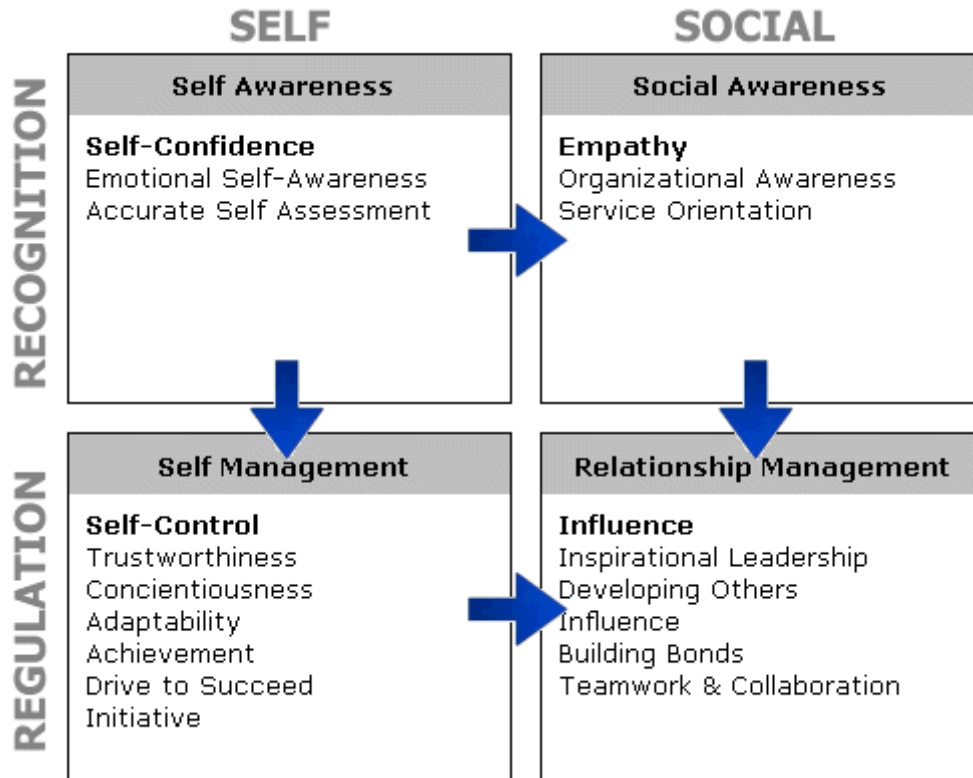 SELF
SOCIAL
RECOGNITION
Self Awareness
Self-Confidence
Emotional Self-Awareness
Accurate Self Assessment
Social Awareness
Empathy
Organizational Awareness
Service Orientation
REGULATION
Self Management
Self-Control
Trustworthiness
Concientiousness
Adaptability
Achievement
Drive to Succeed
Initiative
Relationship Management
Influence
Inspirational Leadership
Developing Others
Influence
Building Bonds
Teamwork & Collaboration